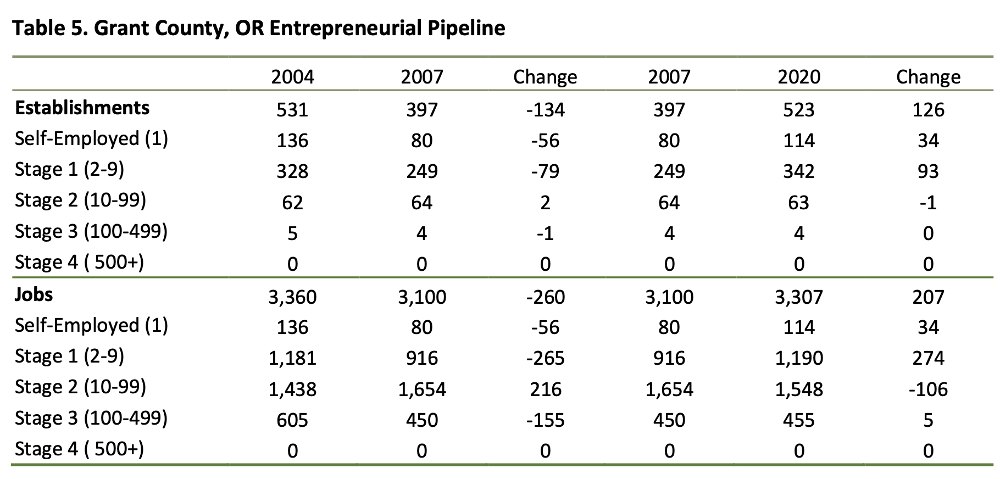 Table 5. Grant County, OR Entrepreneurial Pipeline
2004 2007 Change 2007 2020 Change
Establishments 531 397 -134 397 523 126
Self-Employed (1) 136 80 -56 80 114 34
Stage 1 (2-9) 328 249 -79 249 342 93
Stage 2 (10-99) 62 64 2 64 63 -1
Stage 3 (100-499) 5 4 -1 4 4 0
Stage 4 ( 500+) 0 0 0 0 0 0
Jobs 3,360 3,100 -260 3,100 3,307 207
Self-Employed (1) 136 80 -56 80 114 34
Stage 1 (2-9) 1,181 916 -265 916 1,190 274
Stage 2 (10-99) 1,438 1,654 216 1,654 1,548 -106
Stage 3 (100-499) 605 450 -155 450 455 5
Stage 4 ( 500+) 0 0 0 0 0 0